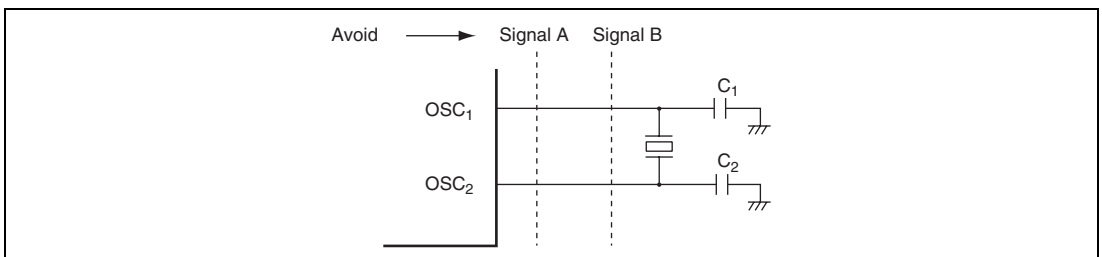 Avoid Signal A Signal B
OSC₁
C₁
OSC₂
C₂